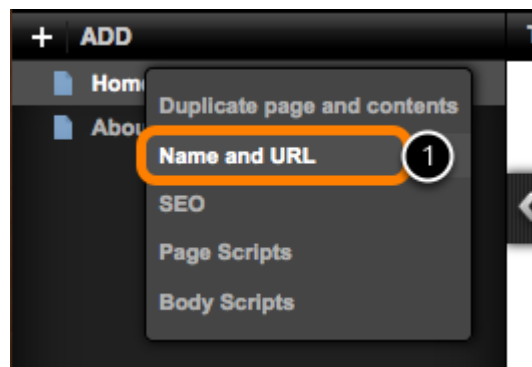 + ADD
Hom
Duplicate page and contents
Abou
Name and URL
1
SEO
Page Scripts
Body Scripts